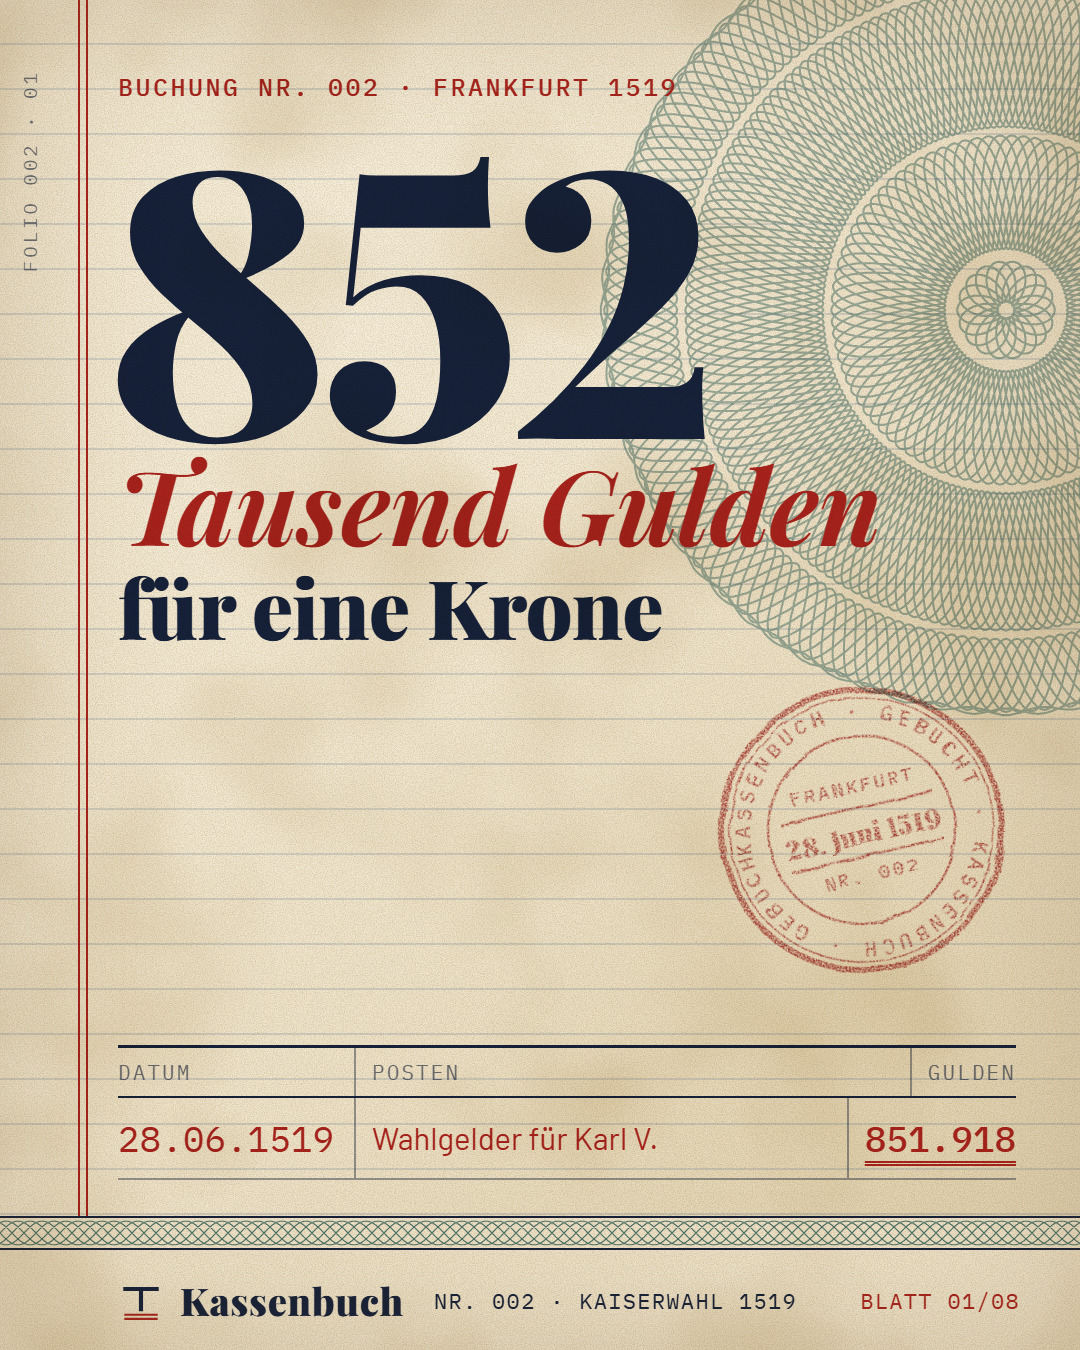 FOLIO 002 · 01
BUCHUNG NR. 002 · FRANKFURT 1519
852
Tausend Gulden
für eine Krone
GEBUCHT · KASSENBUCH · GEBUCHKASSENBUCH ·
FRANKFURT
28. Juni 1519
NR. 002
DATUM POSTEN GULDEN
28.06.1519 Wahlgelder für Karl V. 851.918
Kassenbuch NR. 002 · KAISERWAHL 1519 BLATT 01/08